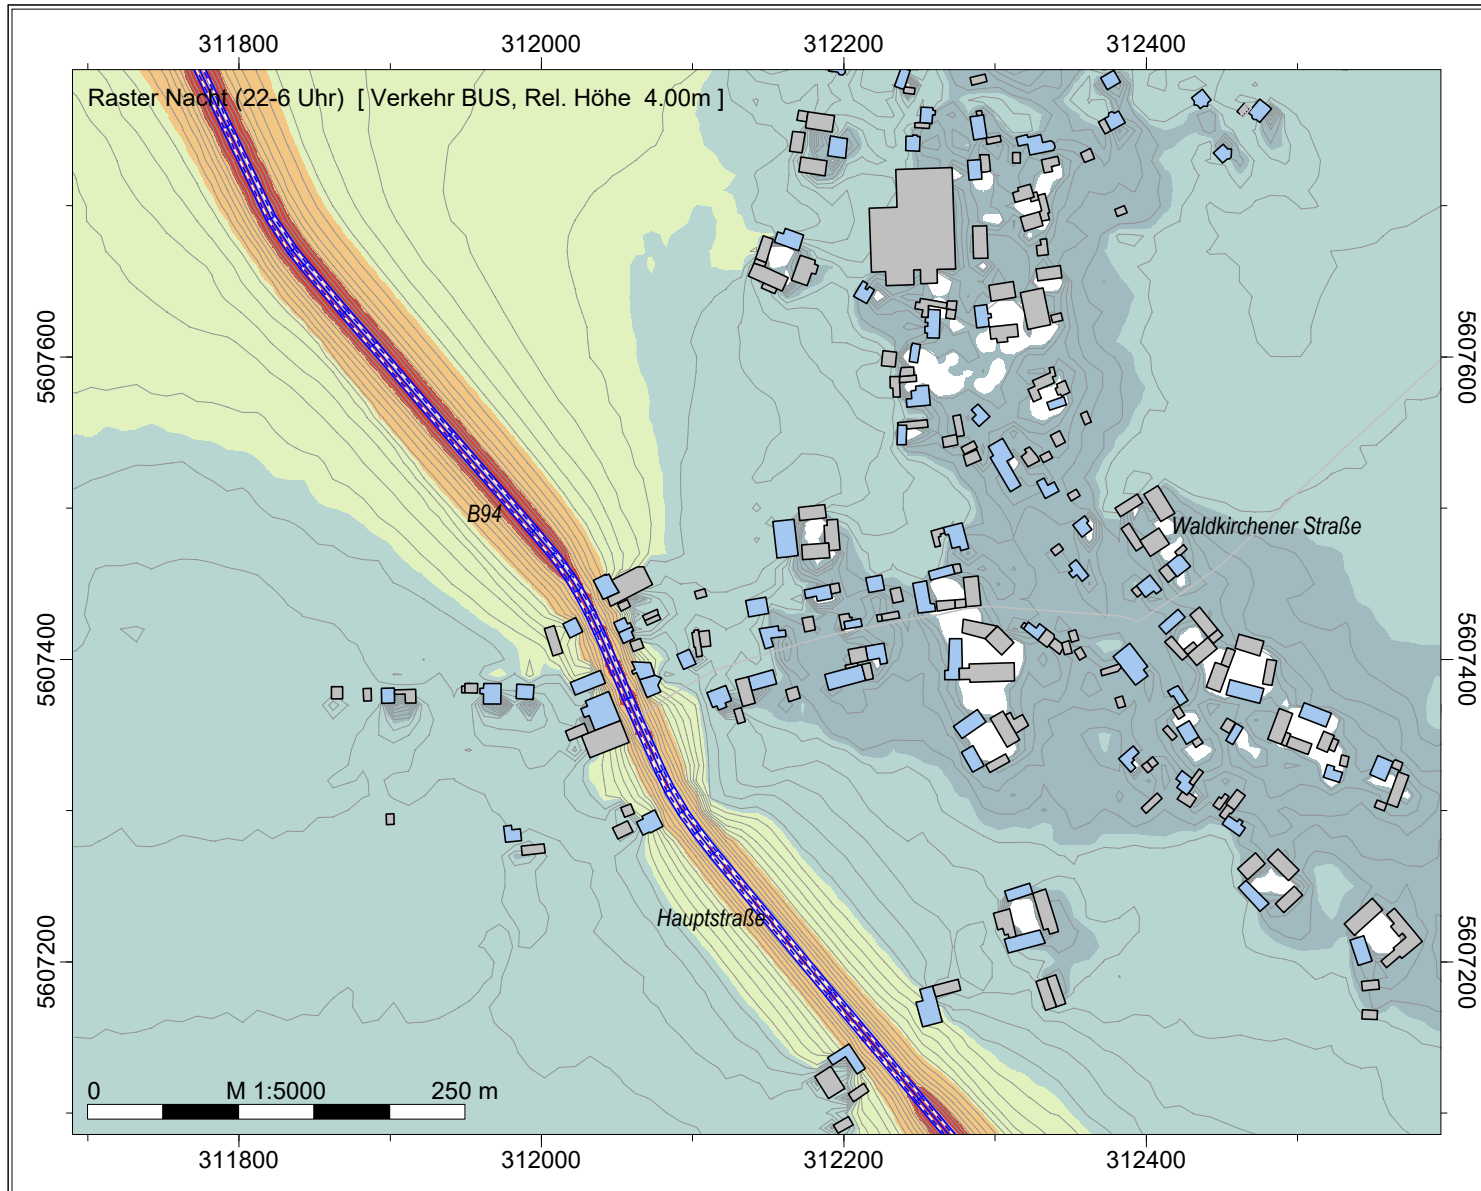 311800 312000 312200 312400
Raster Nacht (22-6 Uhr) [ Verkehr BUS, Rel. Höhe 4.00m ]
5607600
5607600
B94
Waldkirchener Straße
5607400
5607400
Hauptstraße
5607200
5607200
0 M 1:5000 250 m
311800 312000 312200 312400